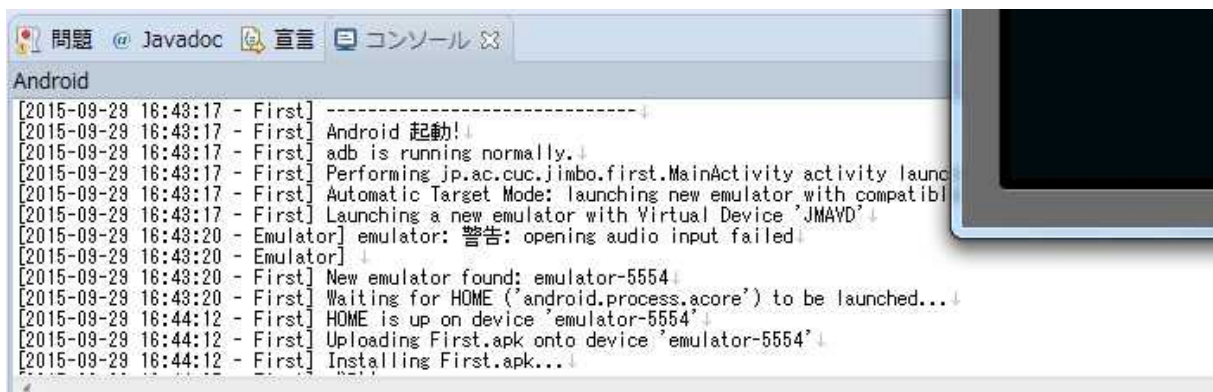 問題 @ Javadoc 宣言 コンソール
Android
[2015-09-29 16:43:17 - First] ------------------------------
[2015-09-29 16:43:17 - First] Android 起動!
[2015-09-29 16:43:17 - First] adb is running normally.
[2015-09-29 16:43:17 - First] Performing jp.ac.cuc.jimbo.first.MainActivity activity launc
[2015-09-29 16:43:17 - First] Automatic Target Mode: launching new emulator with compatibl
[2015-09-29 16:43:17 - First] Launching a new emulator with Virtual Device 'JMAVD'
[2015-09-29 16:43:20 - Emulator] emulator: 警告: opening audio input failed
[2015-09-29 16:43:20 - Emulator]
[2015-09-29 16:43:20 - First] New emulator found: emulator-5554
[2015-09-29 16:43:20 - First] Waiting for HOME ('android.process.acore') to be launched...
[2015-09-29 16:44:12 - First] HOME is up on device 'emulator-5554'
[2015-09-29 16:44:12 - First] Uploading First.apk onto device 'emulator-5554'
[2015-09-29 16:44:12 - First] Installing First.apk...